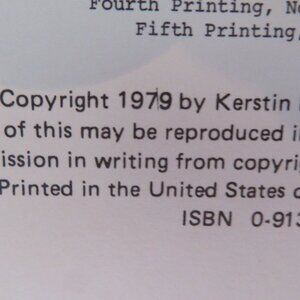 Fourth Printing,
Fifth Printing,
Copyright 1979 by Kerstin
of this may be reproduced
ission in writing from copyri
Printed in the United States
ISBN 0-913